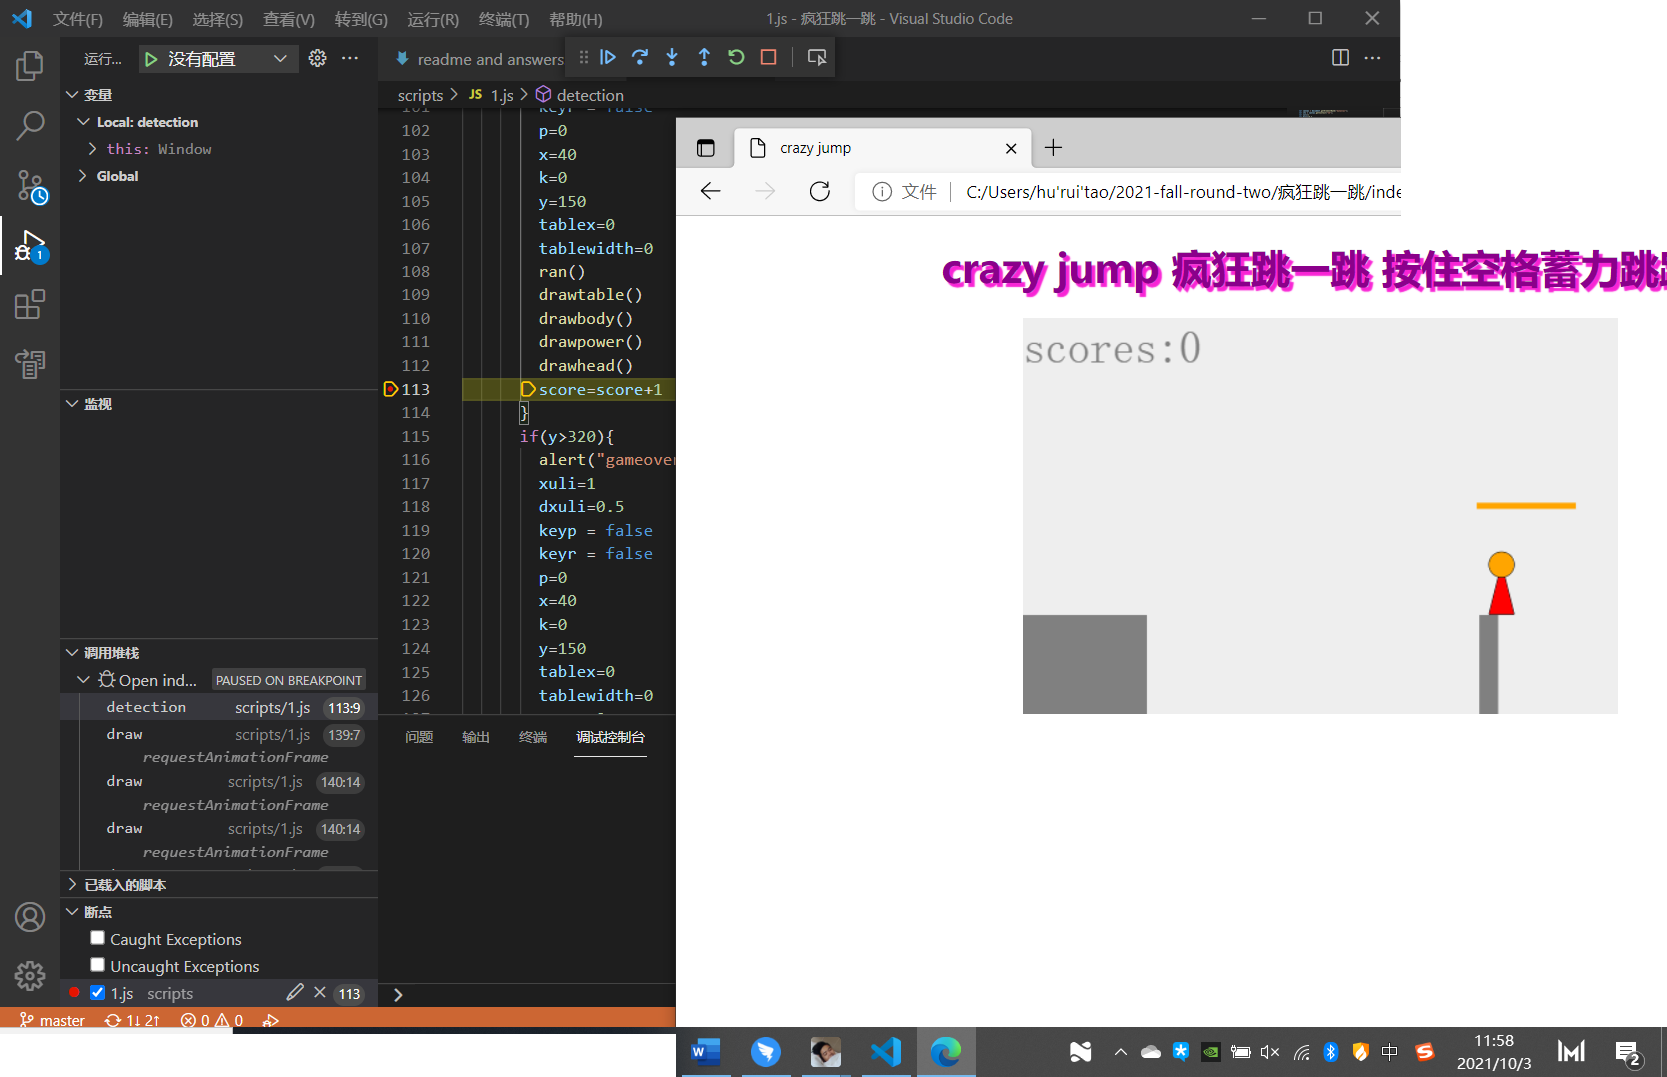 文件(F) 编辑(E) 选择(S) 查看(V) 转到(G) 运行(R) 终端(T) 帮助(H) 1.js - 疯狂跳一跳 - Visual Studio Code
运行... 没有配置
readme and answers
变量
Local: detection
this: Window
Global
scripts > JS 1.js > detection
keyr = false
102 p=0
103 x=40
104 k=0
105 y=150
106 tablex=0
107 tablewidth=0
108 ran()
109 drawtable()
110 drawbody()
111 drawpower()
112 drawhead()
113 score=score+1
114 }
115 if(y>320){
116 alert("gameover
117 xuli=1
118 dxuli=0.5
119 keyp = false
120 keyr = false
121 p=0
122 x=40
123 k=0
124 y=150
125 tablex=0
126 tablewidth=0
监视
调用堆栈
Open ind... PAUSED ON BREAKPOINT
detection scripts/1.js 113:9
draw scripts/1.js 139:7
requestAnimationFrame
draw scripts/1.js 140:14
requestAnimationFrame
draw scripts/1.js 140:14
requestAnimationFrame
已载入的脚本
断点
Caught Exceptions
Uncaught Exceptions
1.js scripts 113
问题 输出 终端 调试控制台
master 1↓ 2↑ 0 0
crazy jump
文件 C:/Users/hu'rui'tao/2021-fall-round-two/疯狂跳一跳/inde
crazy jump 疯狂跳一跳 按住空格蓄力跳
scores:0
中
11:58
2021/10/3
2